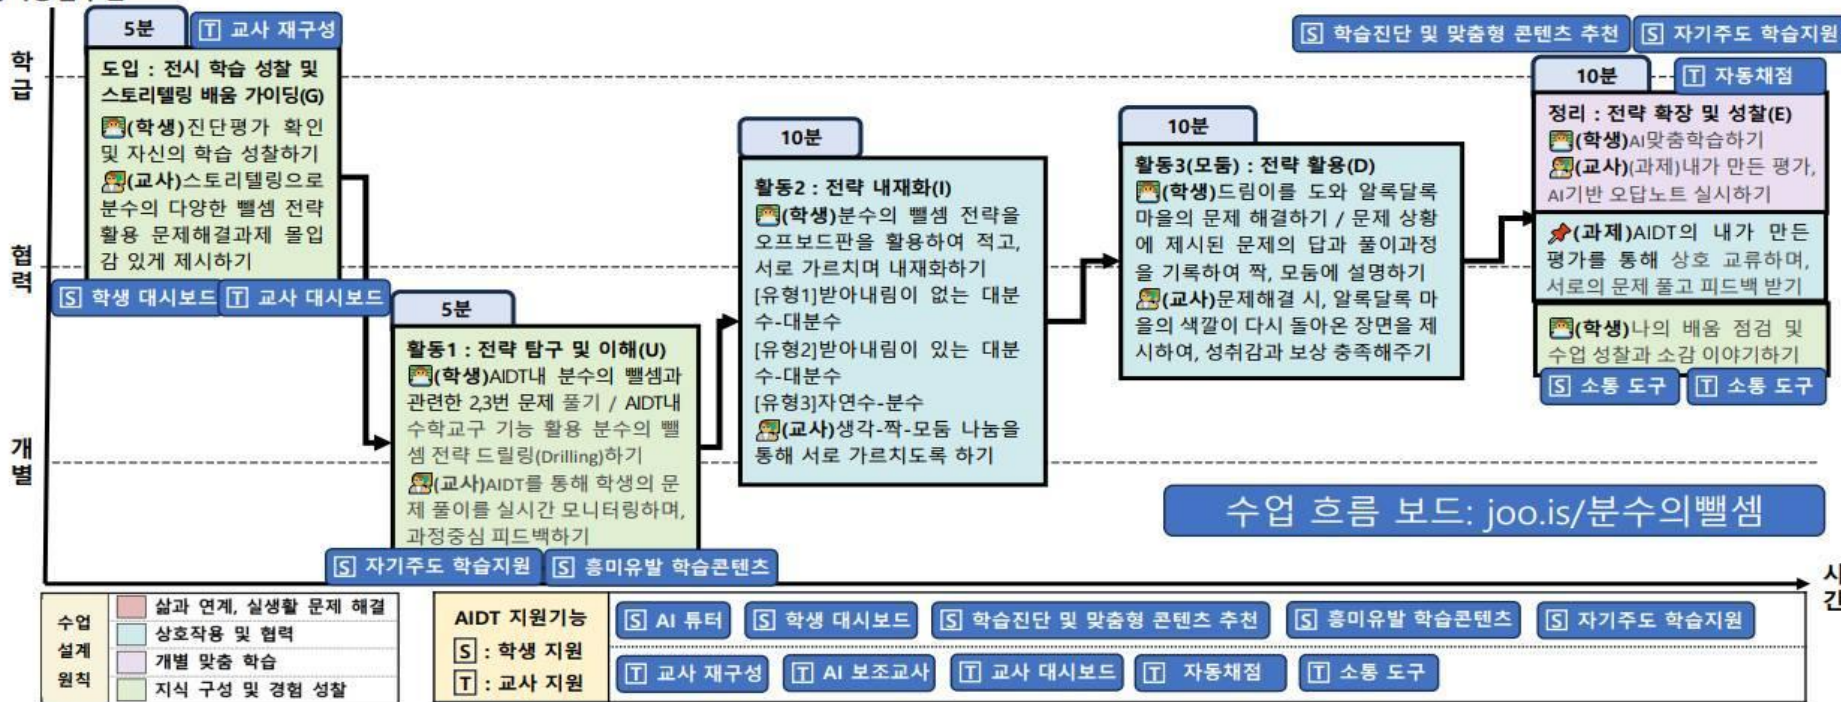 학급
협력
개별
5분
T 교사 재구성
도입 : 전시 학습 성찰 및
스토리텔링 배움 가이딩(G)
(학생)진단평가 확인
및 자신의 학습 성찰하기
(교사)스토리텔링으로
분수의 다양한 뺄셈 전략
활용 문제해결과제 몰입
감 있게 제시하기
S 학생 대시보드
T 교사 대시보드
5분
활동1 : 전략 탐구 및 이해(U)
(학생)AIDT내 분수의 뺄셈과
관련한 2,3번 문제 풀기 / AIDT내
수학교구 기능 활용 분수의 뺄
셈 전략 드릴링(Drilling)하기
(교사)AIDT를 통해 학생의 문
제 풀이를 실시간 모니터링하며,
과정중심 피드백하기
S 자기주도 학습지원
S 흥미유발 학습콘텐츠
10분
활동2 : 전략 내재화(I)
(학생)분수의 뺄셈 전략을
오프보드판을 활용하여 적고,
서로 가르치며 내재화하기
[유형1]받아내림이 없는 대분
수-대분수
[유형2]받아내림이 있는 대분
수-대분수
[유형3]자연수-분수
(교사)생각-짝-모둠 나눔을
통해 서로 가르치도록 하기
10분
활동3(모둠) : 전략 활용(D)
(학생)드림이를 도와 알록달록
마을의 문제 해결하기 / 문제 상황
에 제시된 문제의 답과 풀이과정
을 기록하여 짝, 모둠에 설명하기
(교사)문제해결 시, 알록달록 마
을의 색깔이 다시 돌아온 장면을 제
시하여, 성취감과 보상 충족해주기
S 학습진단 및 맞춤형 콘텐츠 추천
S 자기주도 학습지원
10분
T 자동채점
정리 : 전략 확장 및 성찰(E)
(학생)AI맞춤학습하기
(교사)(과제)내가 만든 평가,
AI기반 오답노트 실시하기
(과제)AIDT의 내가 만든
평가를 통해 상호 교류하며,
서로의 문제 풀고 피드백 받기
(학생)나의 배움 점검 및
수업 성찰과 소감 이야기하기
S 소통 도구
T 소통 도구
수업 흐름 보드: joo.is/분수의뺄셈
시간
수업
설계
원칙
삶과 연계, 실생활 문제 해결
상호작용 및 협력
개별 맞춤 학습
지식 구성 및 경험 성찰
AIDT 지원기능
S : 학생 지원
T : 교사 지원
S AI 튜터
S 학생 대시보드
S 학습진단 및 맞춤형 콘텐츠 추천
S 흥미유발 학습콘텐츠
S 자기주도 학습지원
T 교사 재구성
T AI 보조교사
T 교사 대시보드
T 자동채점
T 소통 도구